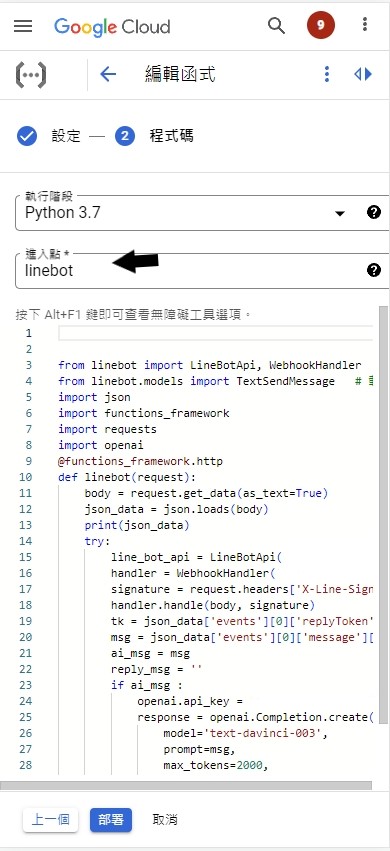 Google Cloud
9
編輯函式
設定 — 2 程式碼
執行階段
Python 3.7
進入點 *
linebot
按下 Alt+F1 鍵即可查看無障礙工具選項。
1
2
3 from linebot import LineBotApi, WebhookHandler
4 from linebot.models import TextSendMessage   #
5 import json
6 import functions_framework
7 import requests
8 import openai
9 @functions_framework.http
10 def linebot(request):
11     body = request.get_data(as_text=True)
12     json_data = json.loads(body)
13     print(json_data)
14     try:
15         line_bot_api = LineBotApi(
16         handler = WebhookHandler(
17         signature = request.headers['X-Line-Sign
18         handler.handle(body, signature)
19         tk = json_data['events'][0]['replyToken'
20         msg = json_data['events'][0]['message'][
21         ai_msg = msg
22         reply_msg = ''
23         if ai_msg :
24             openai.api_key =
25             response = openai.Completion.create(
26                 model='text-davinci-003',
27                 prompt=msg,
28                 max_tokens=2000,
上一個 部署 取消